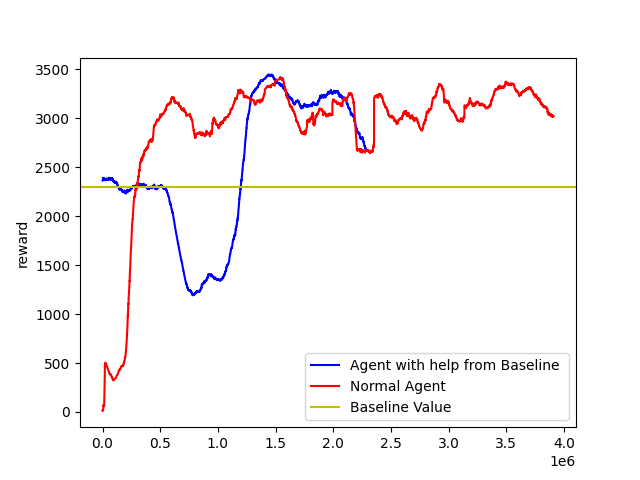 3500
3000
2500
2000
1500
1000
500
0
reward
0.0 0.5 1.0 1.5 2.0 2.5 3.0 3.5 4.0
1e6
Agent with help from Baseline
Normal Agent
Baseline Value